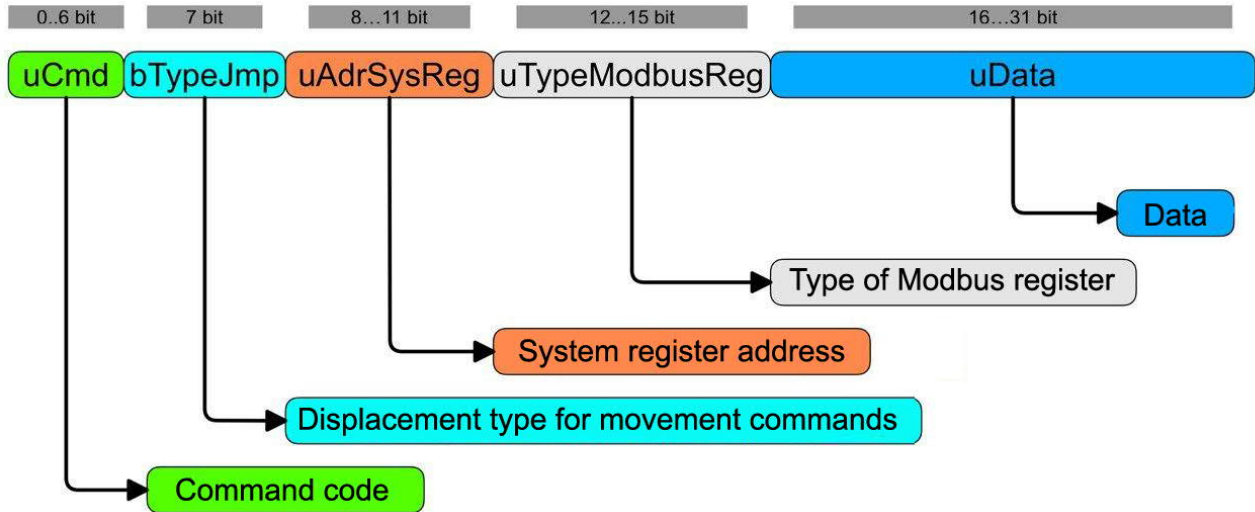 0..6 bit 7 bit 8...11 bit 12...15 bit 16...31 bit
uCmd bTypeJmp uAdrSysReg uTypeModbusReg uData
Data
Type of Modbus register
System register address
Displacement type for movement commands
Command code